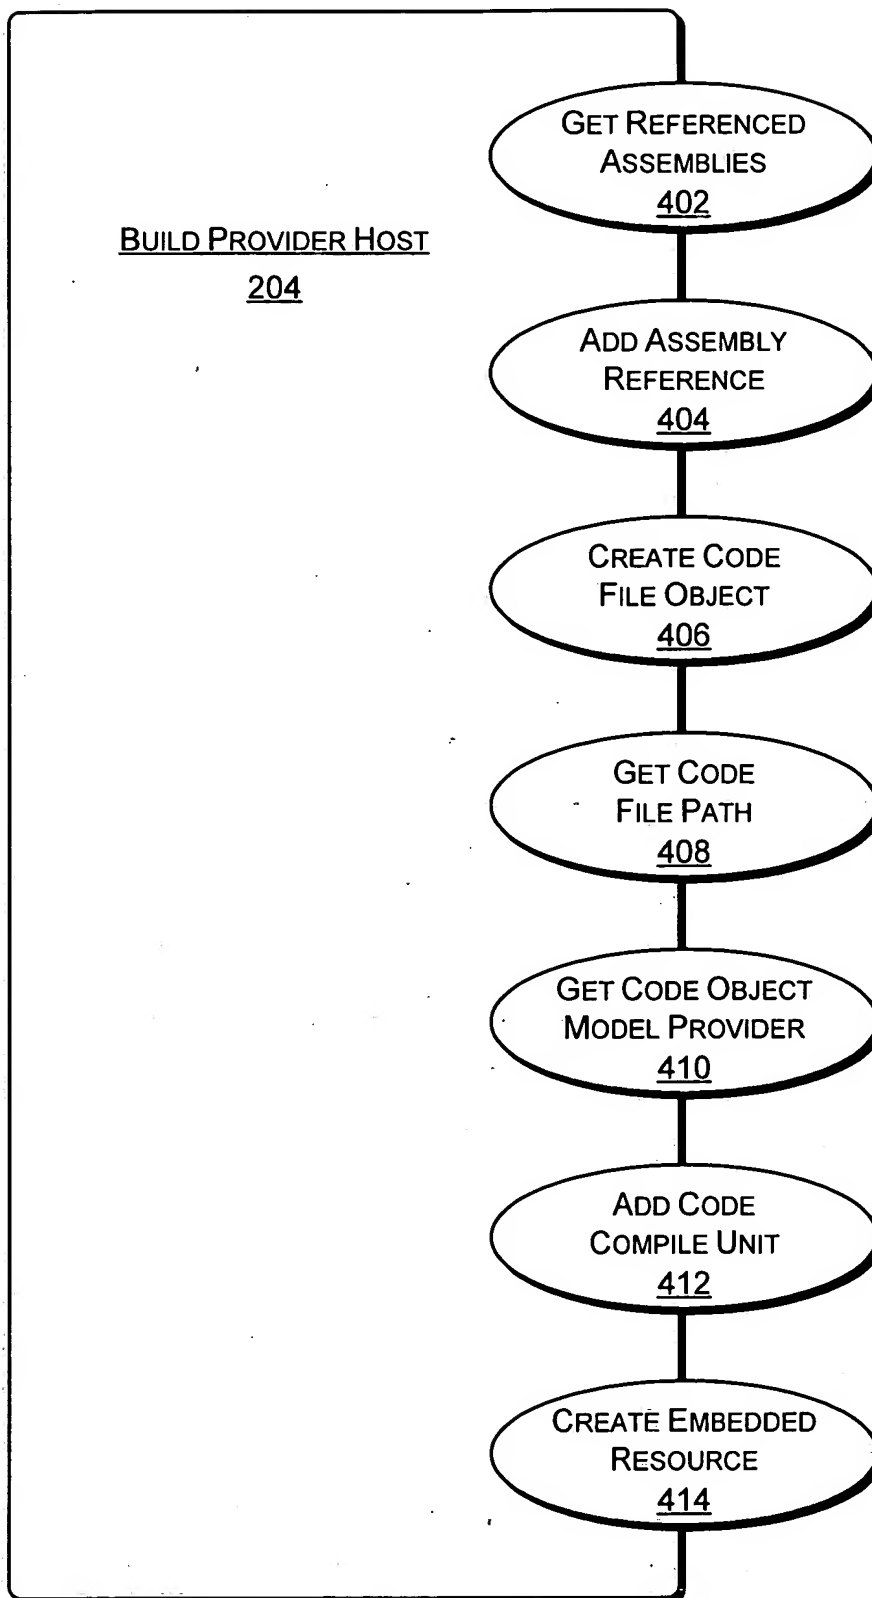 GET REFERENCED
ASSEMBLIES
402
BUILD PROVIDER HOST
204
ADD ASSEMBLY
REFERENCE
404
CREATE CODE
FILE OBJECT
406
GET CODE
FILE PATH
408
GET CODE OBJECT
MODEL PROVIDER
410
ADD CODE
COMPILE UNIT
412
CREATE EMBEDDED
RESOURCE
414